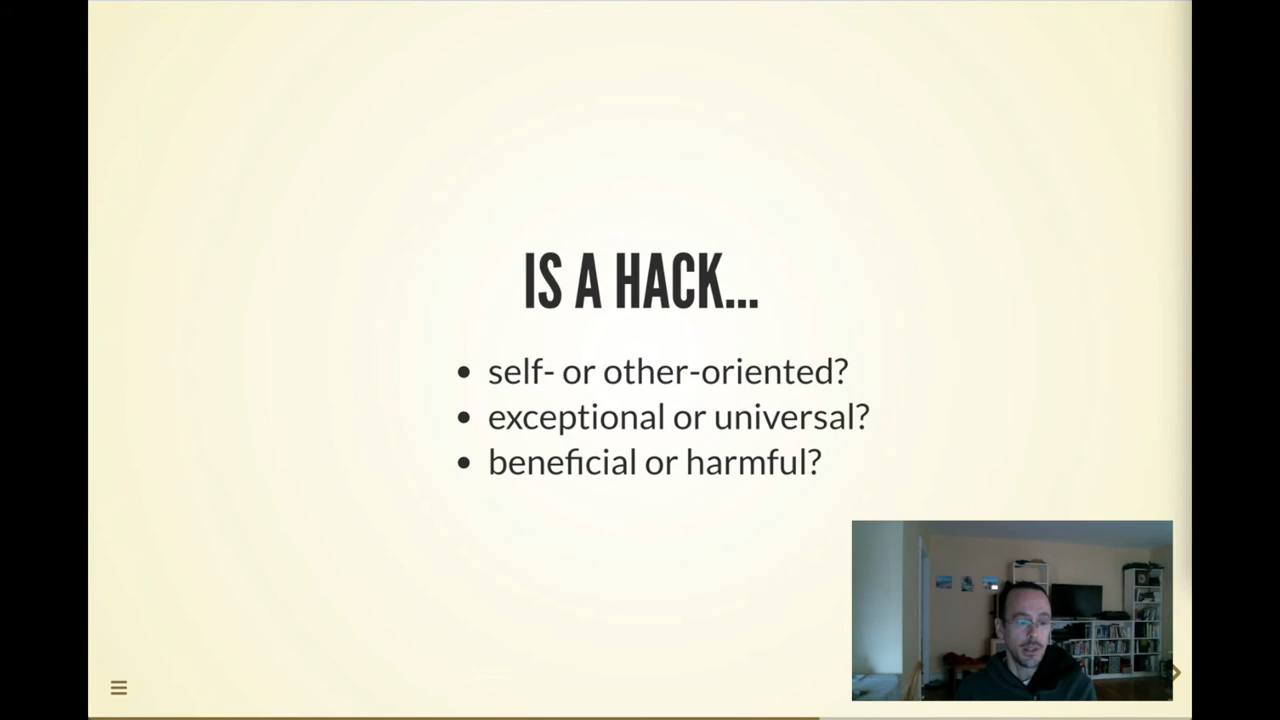 IS A HACK...
self- or other-oriented?
exceptional or universal?
beneficial or harmful?